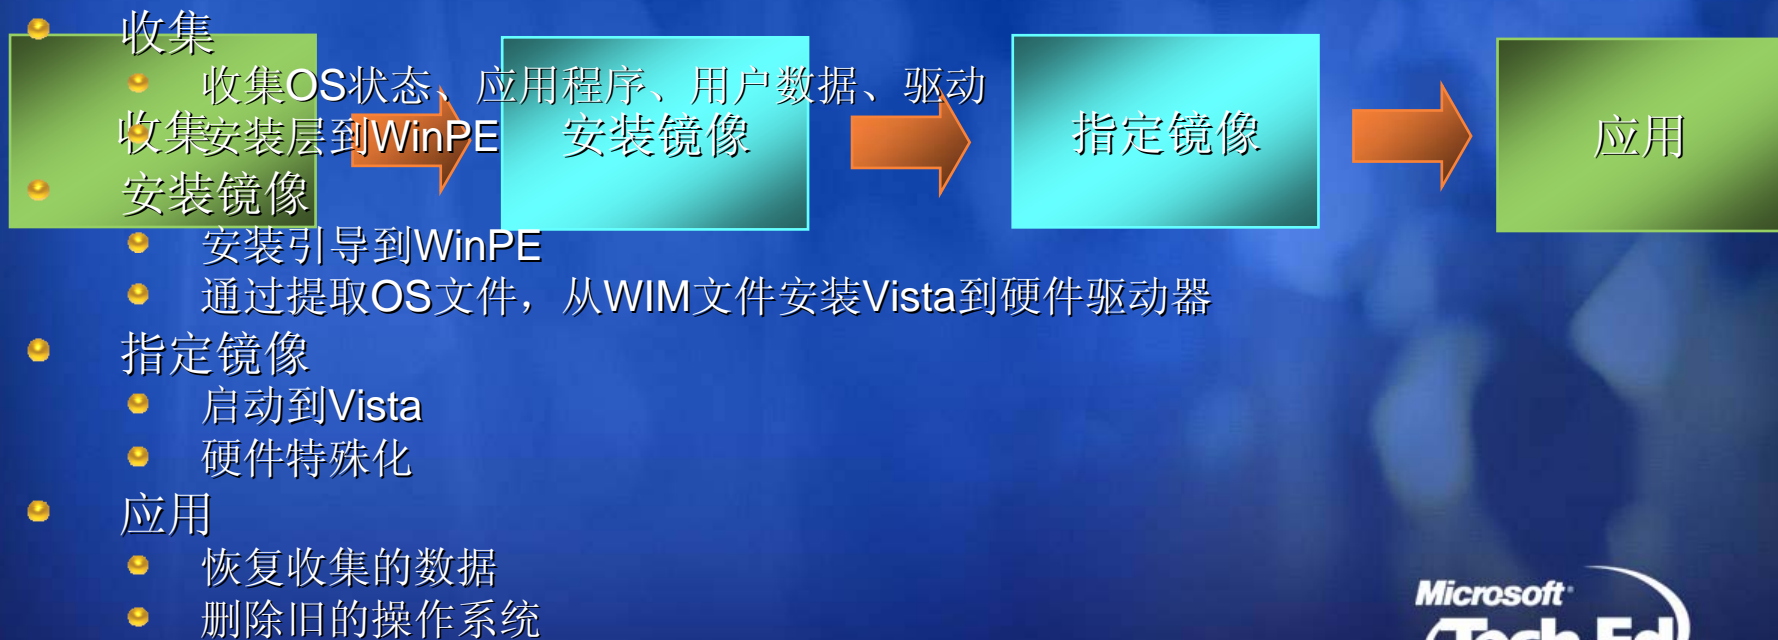 收集
收集OS状态、应用程序、用户数据、驱动
安装层到WinPE
安装镜像
安装引导到WinPE
通过提取OS文件，从WIM文件安装Vista到硬件驱动器
指定镜像
启动到Vista
硬件特殊化
应用
恢复收集的数据
删除旧的操作系统
收集
安装镜像
指定镜像
应用
Microsoft
Tech·Ed